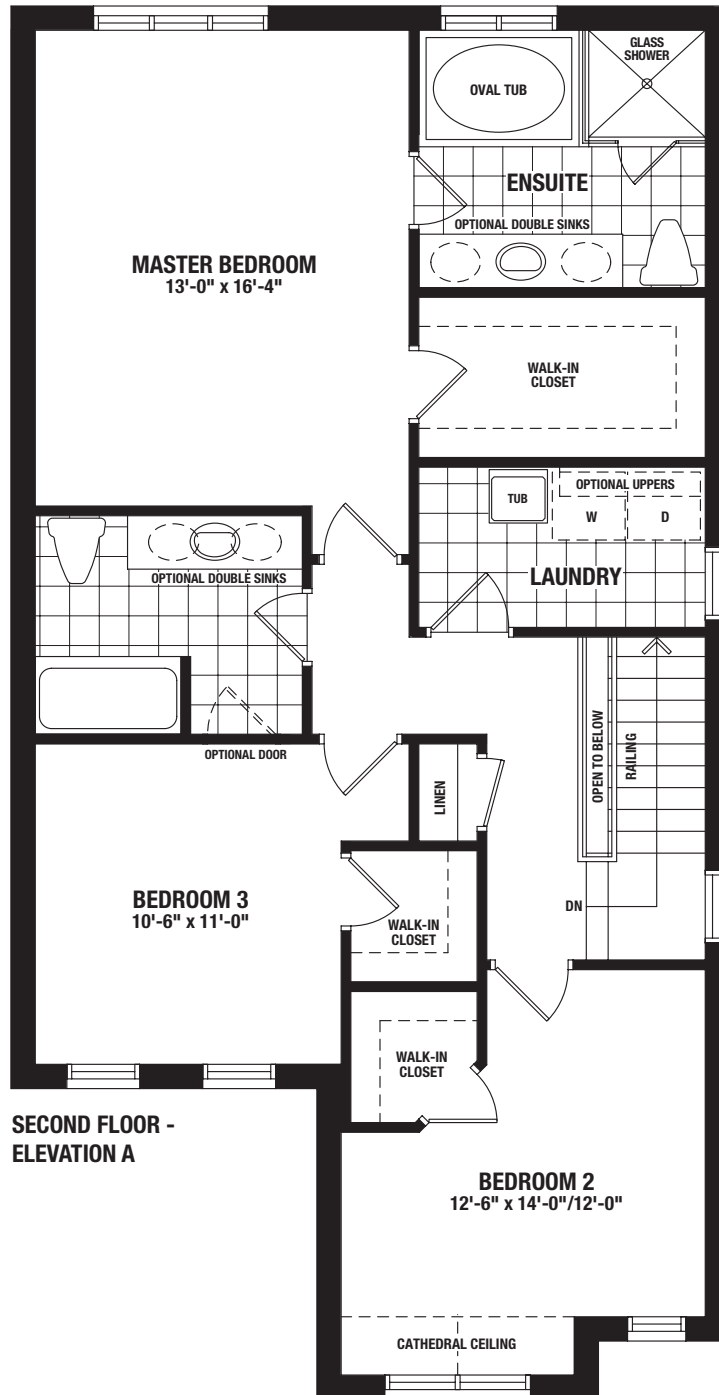 GLASS
SHOWER
OVAL TUB
ENSUITE
OPTIONAL DOUBLE SINKS
MASTER BEDROOM
13'-0" x 16'-4"
WALK-IN
CLOSET
OPTIONAL UPPERS
TUB
W
D
LAUNDRY
OPTIONAL DOUBLE SINKS
OPTIONAL DOOR
LINEN
OPEN TO BELOW
RAILING
DN
BEDROOM 3
10'-6" x 11'-0"
WALK-IN
CLOSET
WALK-IN
CLOSET
SECOND FLOOR -
ELEVATION A
BEDROOM 2
12'-6" x 14'-0"/12'-0"
CATHEDRAL CEILING